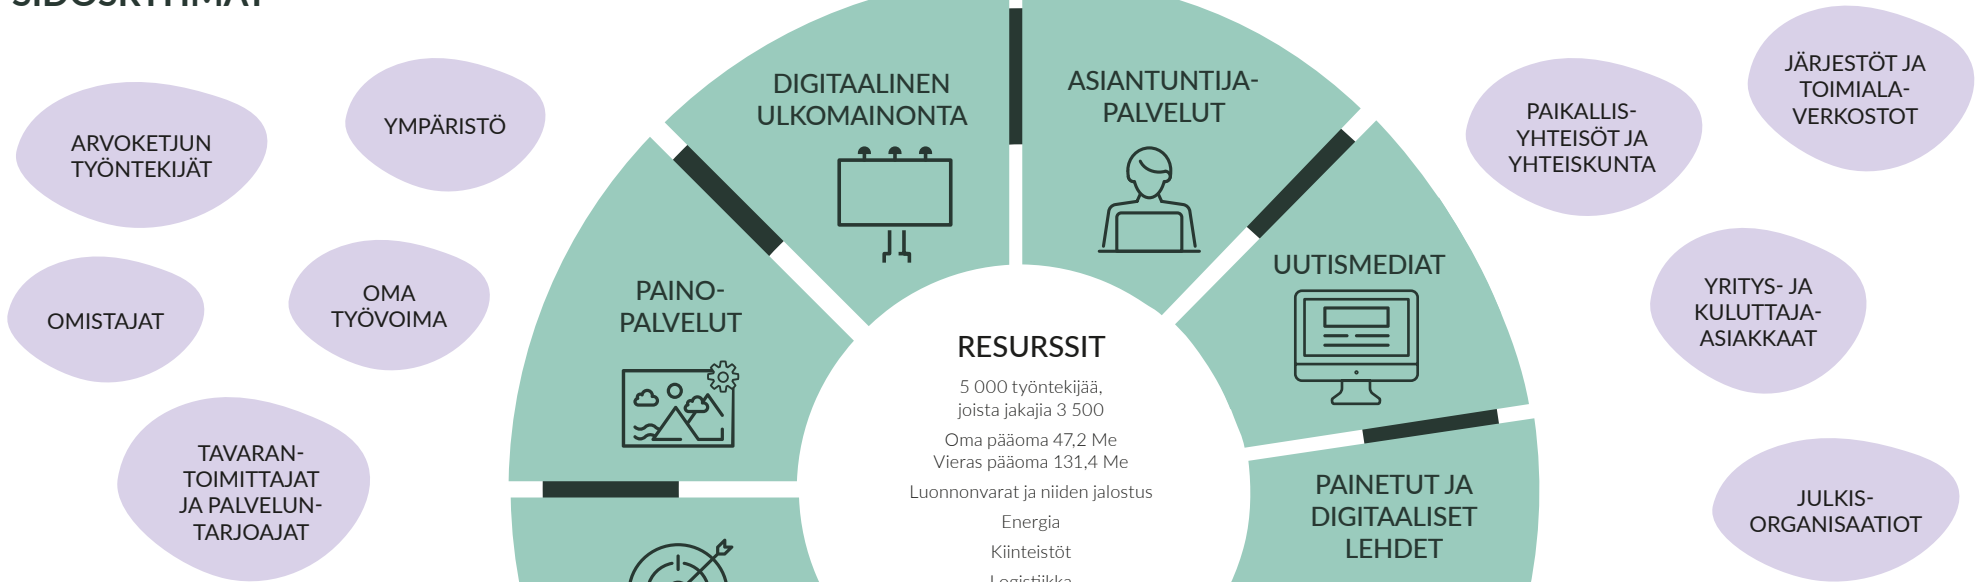 SIDOSRYHMÄT
ARVOKETJUN
TYÖNTEKIJÄT
YMPÄRISTÖ
OMISTAJAT
OMA
TYÖVOIMA
TAVARAN-
TOIMITTAJAT
JA PALVELUN-
TARJOAJAT
DIGITAALINEN
ULKOMAINONTA
ASIANTUNTIJA-
PALVELUT
PAINO-
PALVELUT
UUTISMEDIAT
PAINETUT JA
DIGITAALISET
LEHDET
RESURSSIT
5 000 työntekijää,
joista jakajia 3 500
Oma pääoma 47,2 Me
Vieras pääoma 131,4 Me
Luonnonvarat ja niiden jalostus
Energia
Kiinteistöt
Logistiikka
PAIKALLIS-
YHTEISÖT JA
YHTEISKUNTA
JÄRJESTÖT JA
TOIMIALA-
VERKOSTOT
YRITYS- JA
KULUTTAJA-
ASIAKKAAT
JULKIS-
ORGANISAATIOT